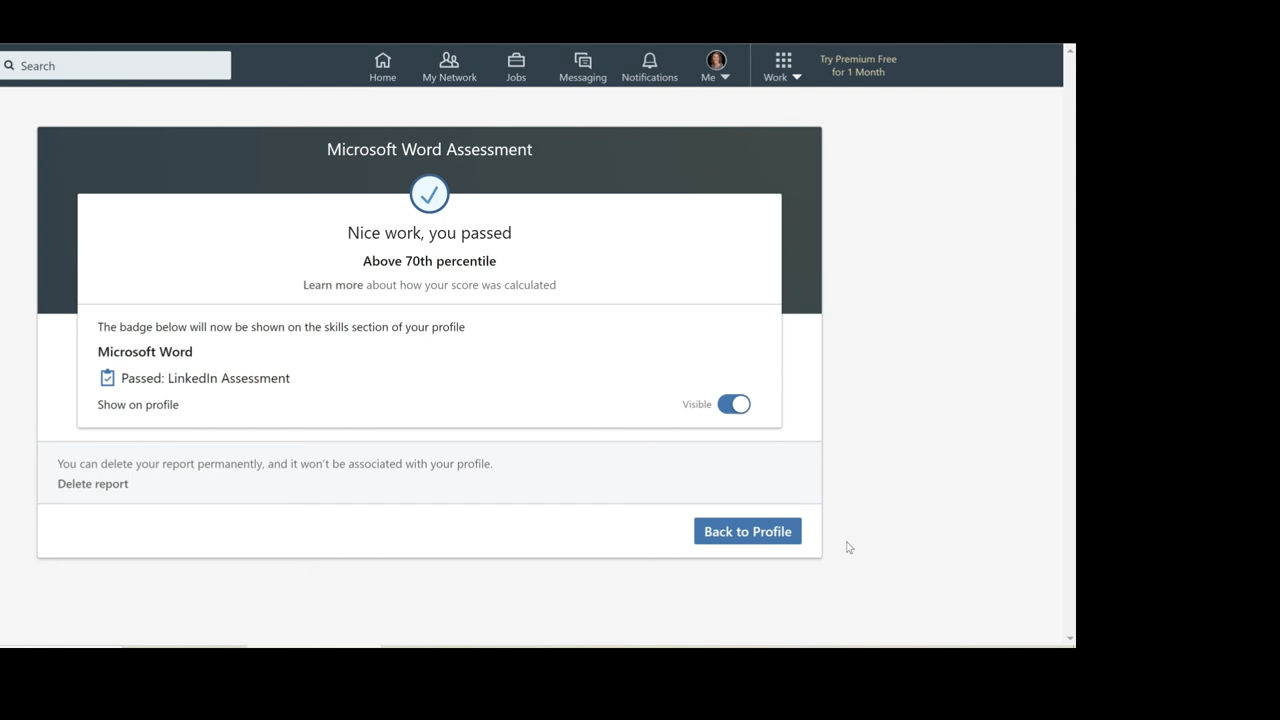 Search
Home
My Network
Jobs
Messaging
Notifications
Me
Work
Try Premium Free
for 1 Month
Microsoft Word Assessment
Nice work, you passed
Above 70th percentile
Learn more about how your score was calculated
The badge below will now be shown on the skills section of your profile
Microsoft Word
Passed: LinkedIn Assessment
Show on profile
Visible
You can delete your report permanently, and it won't be associated with your profile.
Delete report
Back to Profile